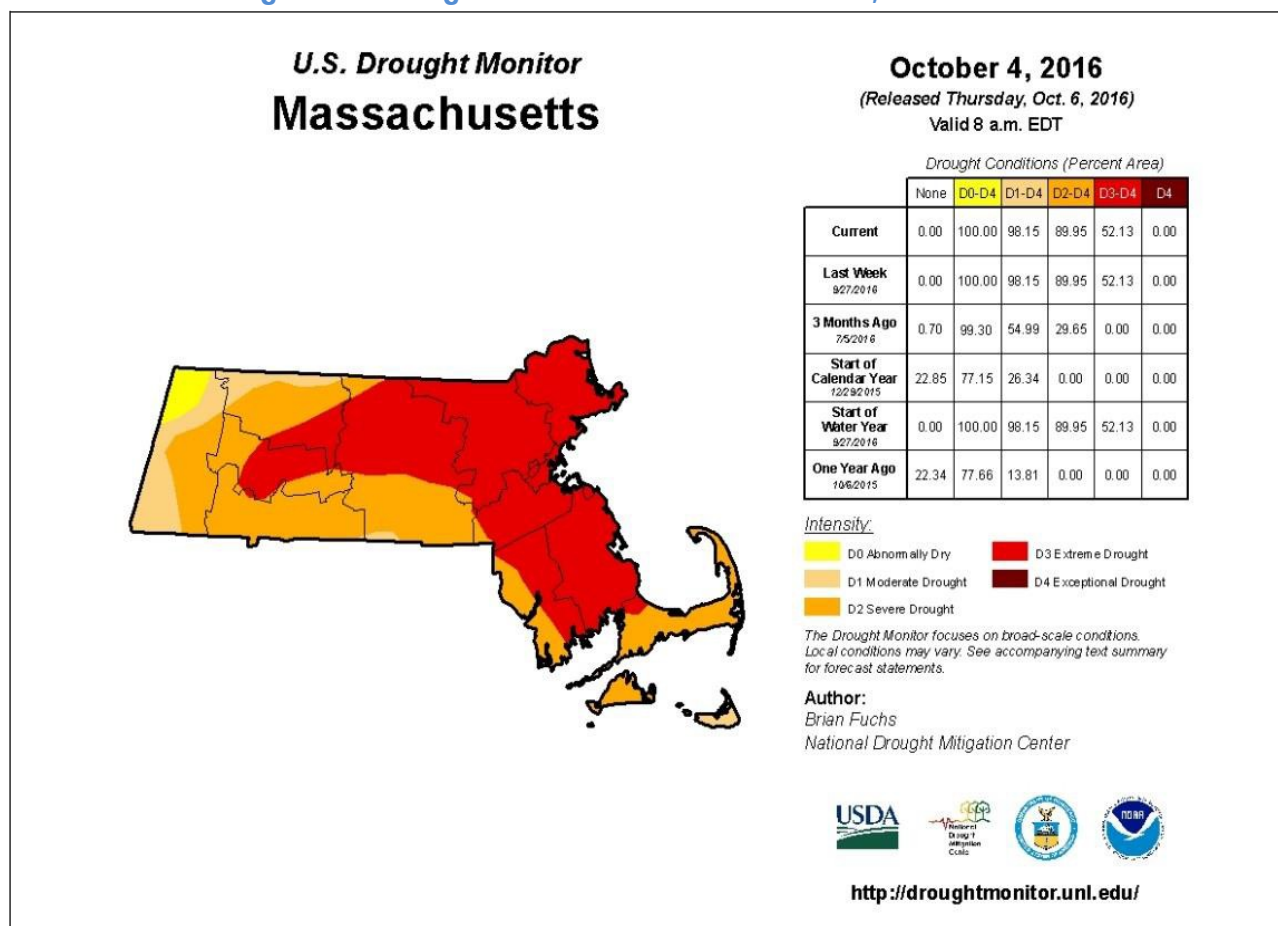 U.S. Drought Monitor
Massachusetts
October 4, 2016
(Released Thursday, Oct. 6, 2016)
Valid 8 a.m. EDT
Drought Conditions (Percent Area)
None D0-D4 D1-D4 D2-D4 D3-D4 D4
Current 0.00 100.00 98.15 89.95 52.13 0.00
Last Week
9/27/2016
0.00 100.00 98.15 89.95 52.13 0.00
3 Months Ago
7/5/2016
0.70 99.30 54.99 29.65 0.00 0.00
Start of
Calendar Year
12/29/2015
22.85 77.15 26.34 0.00 0.00 0.00
Start of
Water Year
9/27/2016
0.00 100.00 98.15 89.95 52.13 0.00
One Year Ago
10/6/2015
22.34 77.66 13.81 0.00 0.00 0.00
Intensity:
D0 Abnormally Dry
D1 Moderate Drought
D2 Severe Drought
D3 Extreme Drought
D4 Exceptional Drought
The Drought Monitor focuses on broad-scale conditions.
Local conditions may vary. See accompanying text summary
for forecast statements.
Author:
Brian Fuchs
National Drought Mitigation Center
USDA
National
Drought
Mitigation
Center
NOAA
http://droughtmonitor.unl.edu/